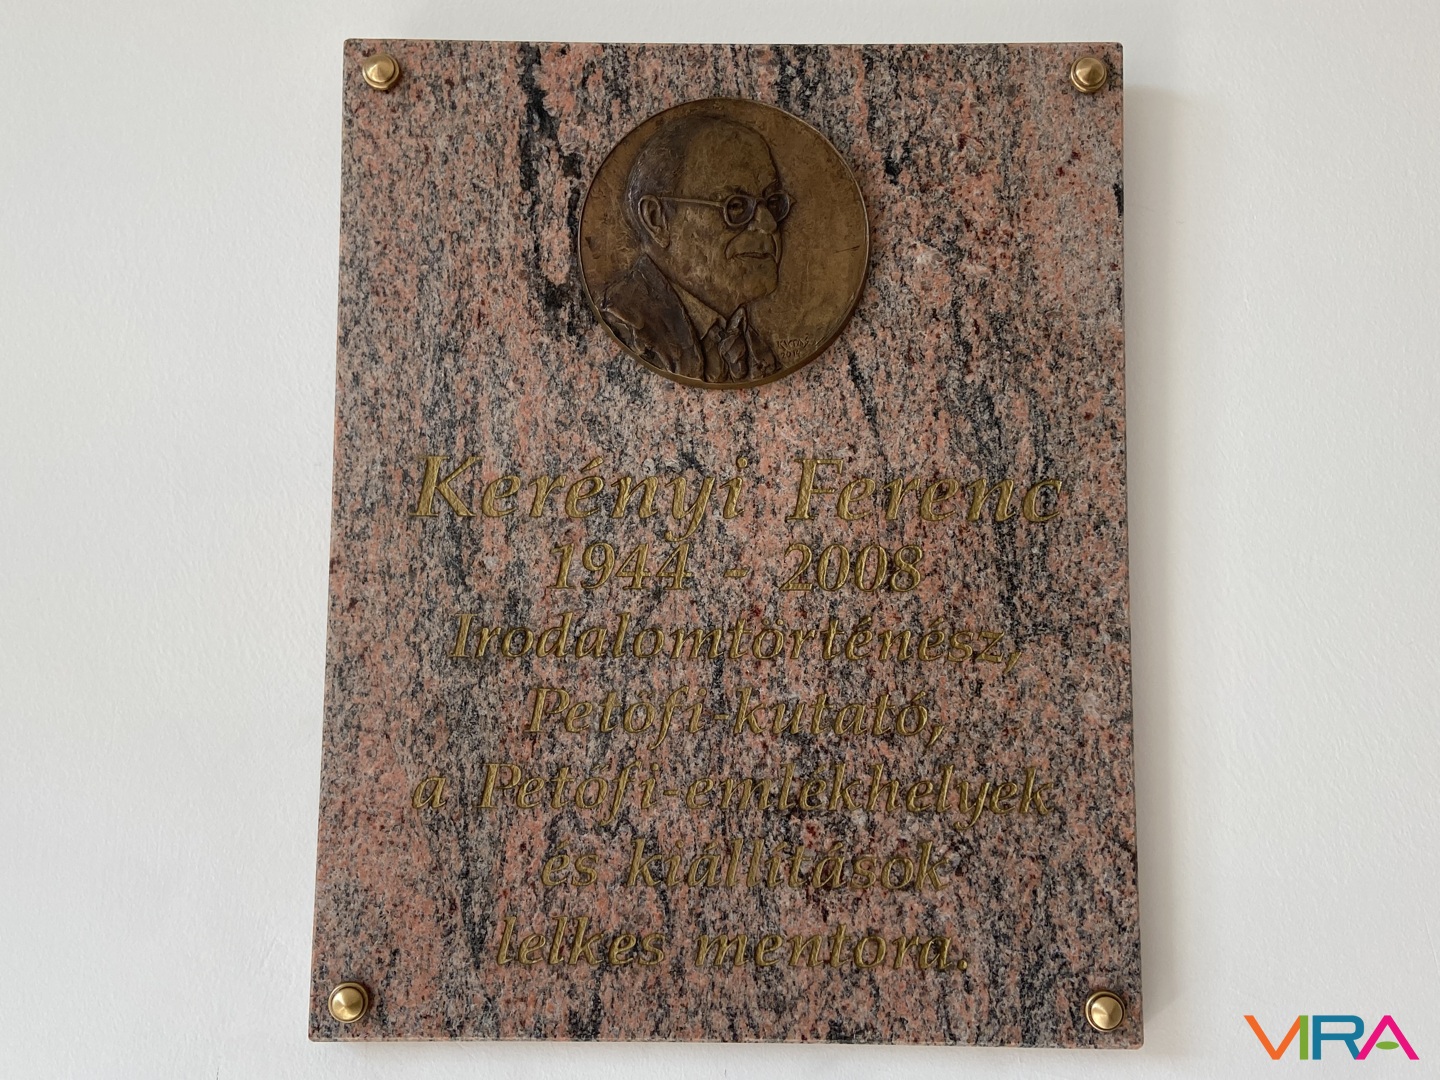 Kerényi Ferenc
1944 - 2008
Irodalomtörténész,
Petőfi-kutató,
a Petőfi-emlékhelyek
és kiállítások
lelkes mentora.
VIRA